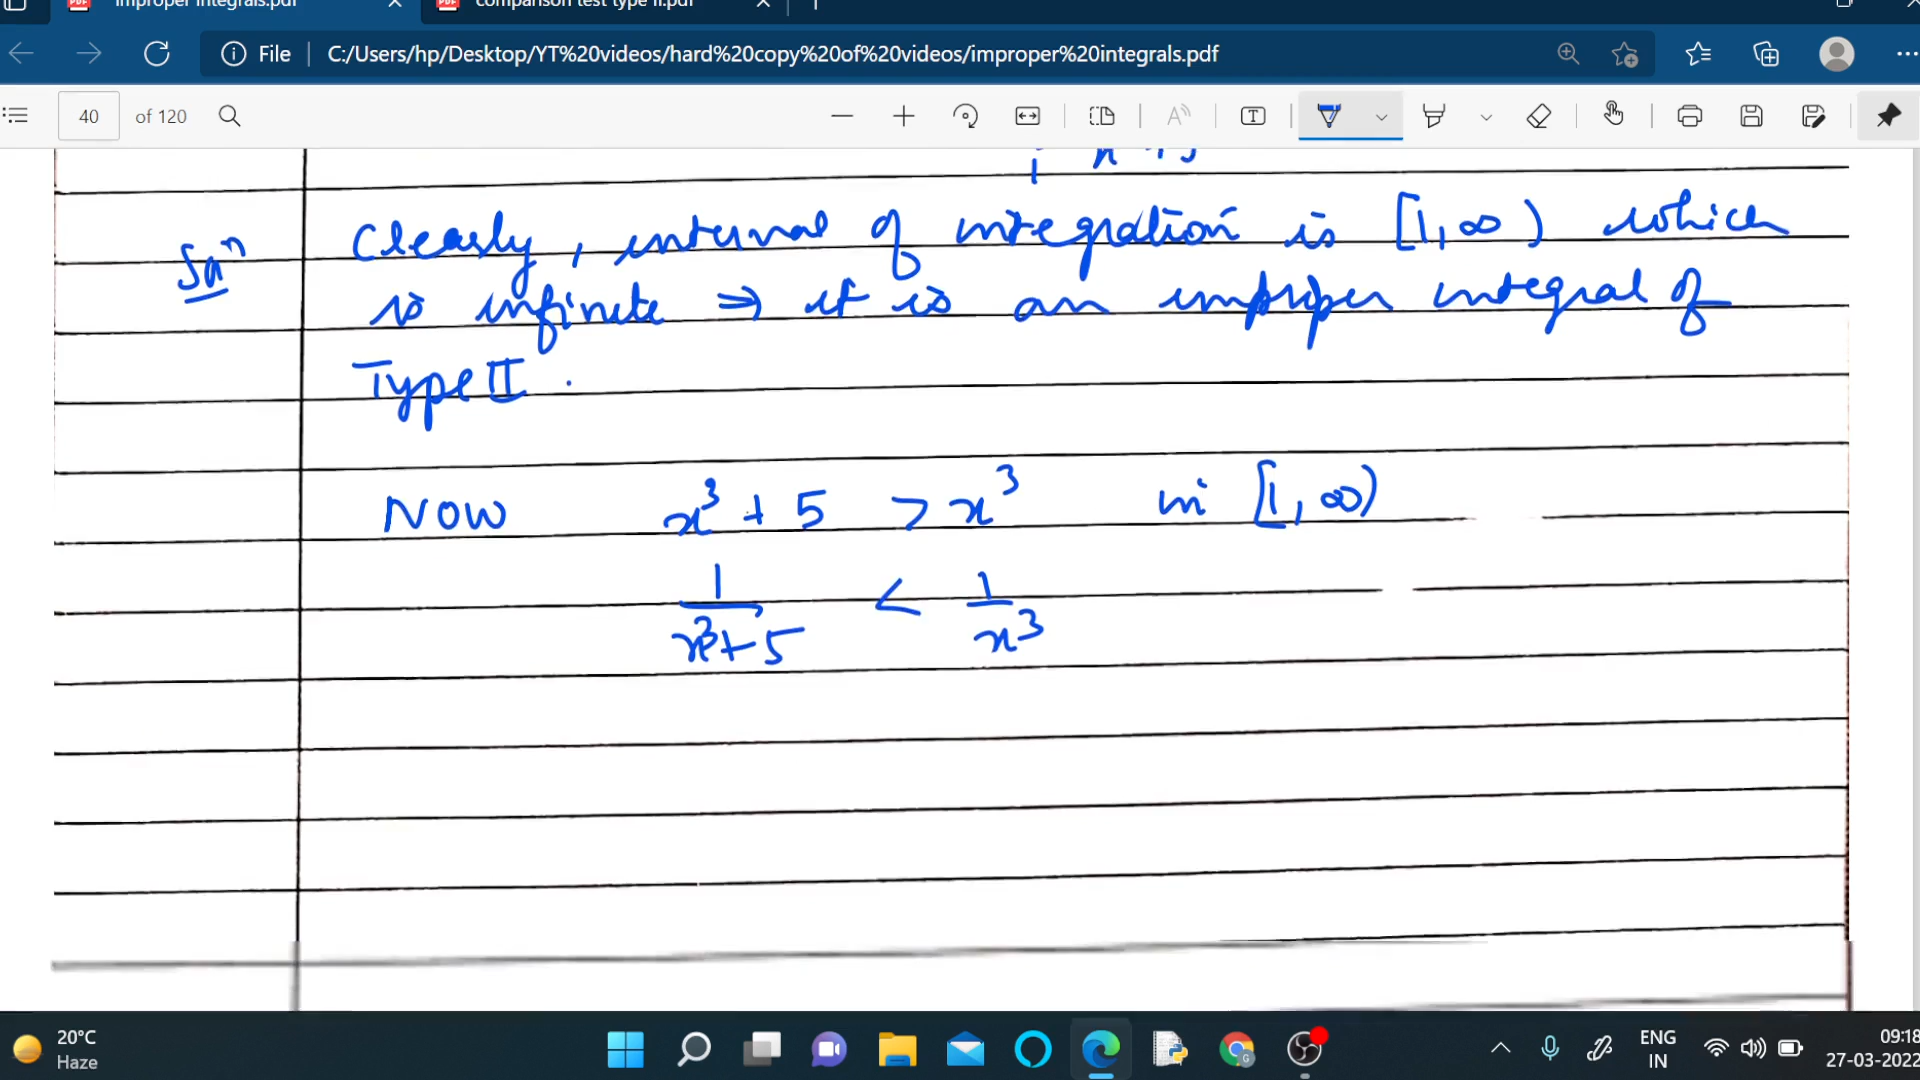 improper integrals.pdf
comparison test type II.pdf
File C:/Users/hp/Desktop/YT%20videos/hard%20copy%20of%20videos/improper%20integrals.pdf
40 of 120
Solⁿ Clearly, interval of integration is [1, ∞) which
is infinite ⇒ it is an improper integral of
Type II.
Now x³ + 5 > x³ in [1, ∞)
1/(x³+5) < 1/x³
20°C
Haze
ENG
IN
09:18
27-03-2022